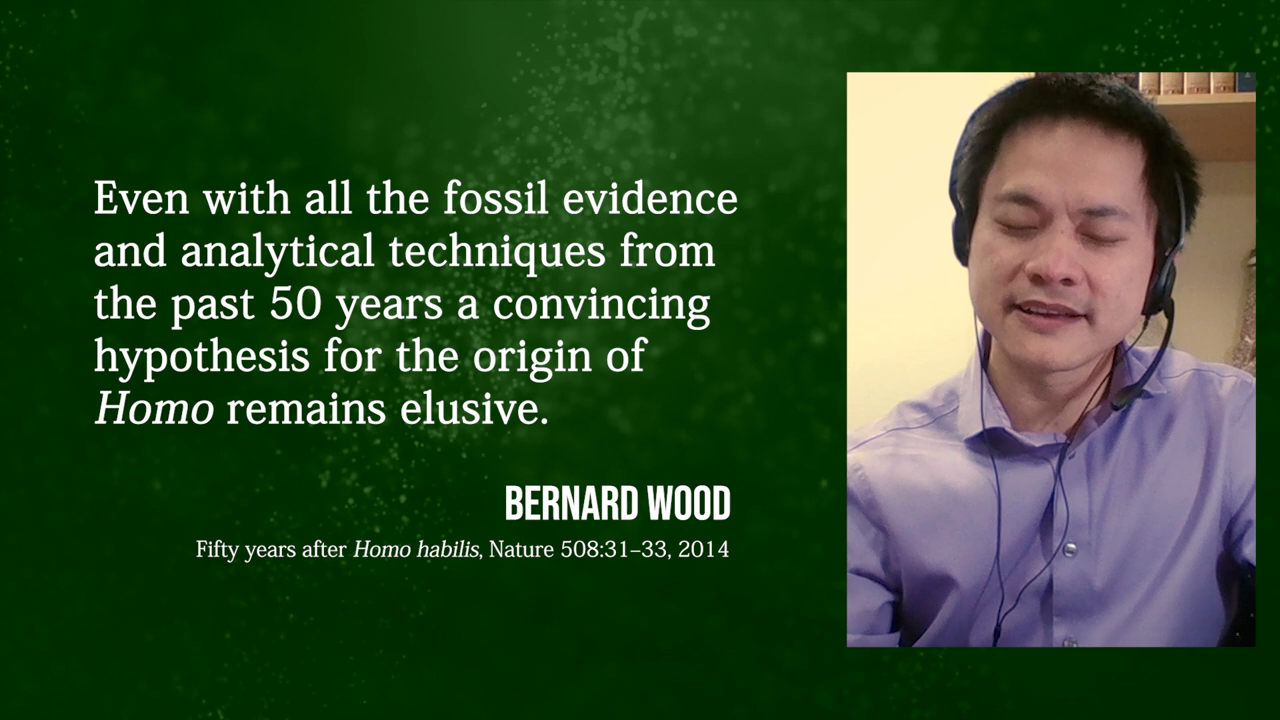 Even with all the fossil evidence
and analytical techniques from
the past 50 years a convincing
hypothesis for the origin of
Homo remains elusive.
BERNARD WOOD
Fifty years after Homo habilis, Nature 508:31–33, 2014